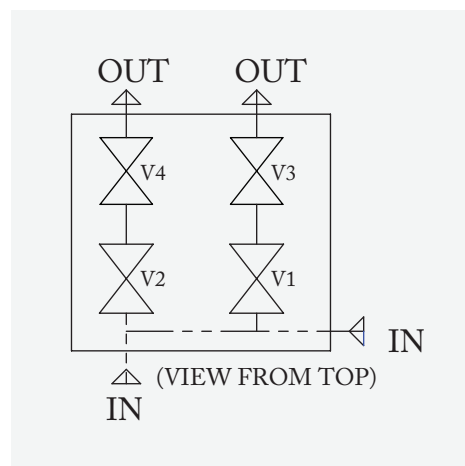 OUT OUT
V4 V3
V2 V1
IN
(VIEW FROM TOP)
IN